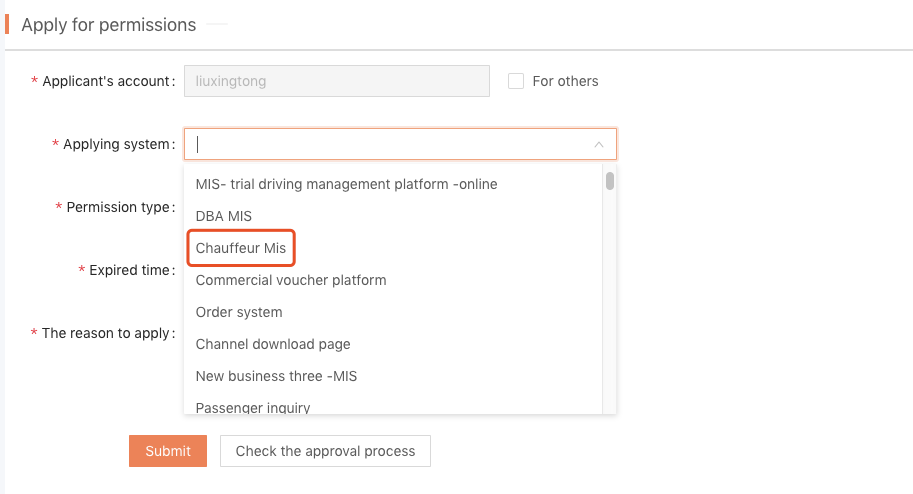 Apply for permissions
* Applicant's account:
liuxingtong
For others
* Applying system:
MIS- trial driving management platform -online
* Permission type:
DBA MIS
Chauffeur Mis
* Expired time:
Commercial voucher platform
Order system
* The reason to apply:
Channel download page
New business three -MIS
Passenger inquiry
Submit
Check the approval process